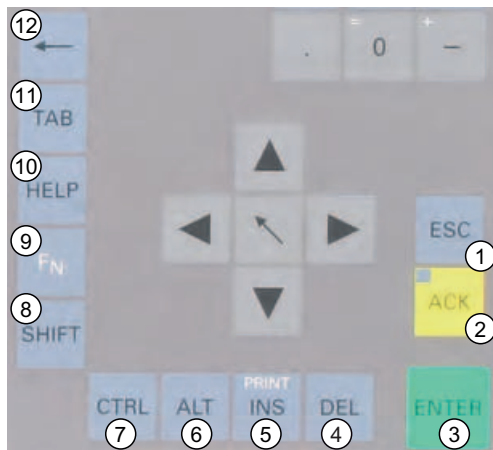 12
←
. = 0 + −
11
TAB
10
HELP
9
FN
ESC
1
ACK
2
8
SHIFT
PRINT
CTRL ALT INS DEL ENTER
7 6 5 4 3